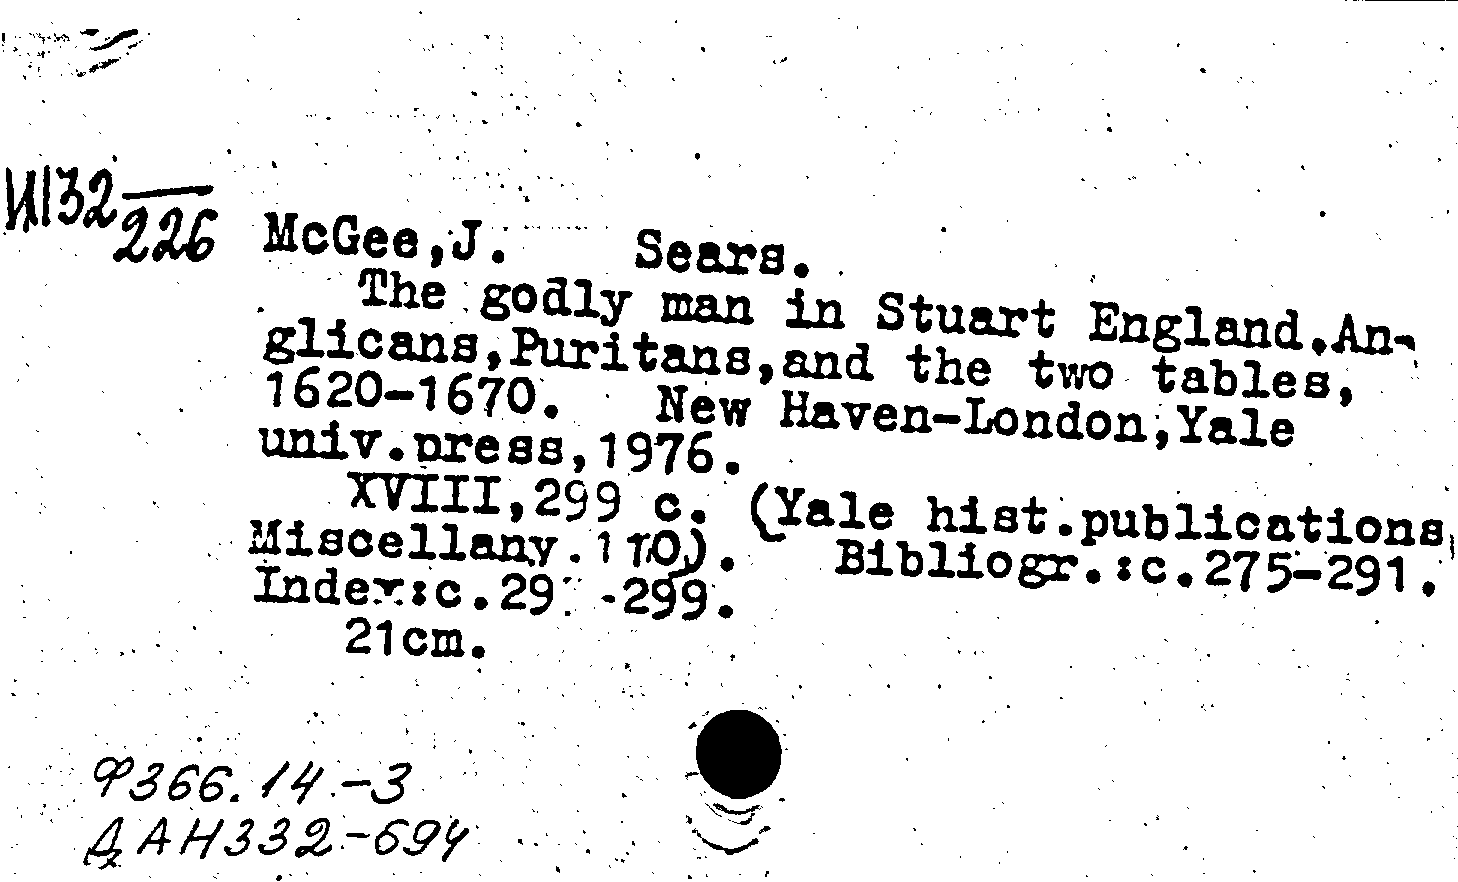 И132
226
McGee,J. Sears.
The godly man in Stuart England.An-
glicans,Puritans,and the two tables,
1620-1670. New Haven-London,Yale
univ.press,1976.
XVIII,299 c. (Yale hist.publications,
Miscellany.110). Bibliogr.:c.275-291.
Index:c.29 -299.
21cm.
Ф366.14.-3
ДАН332-694